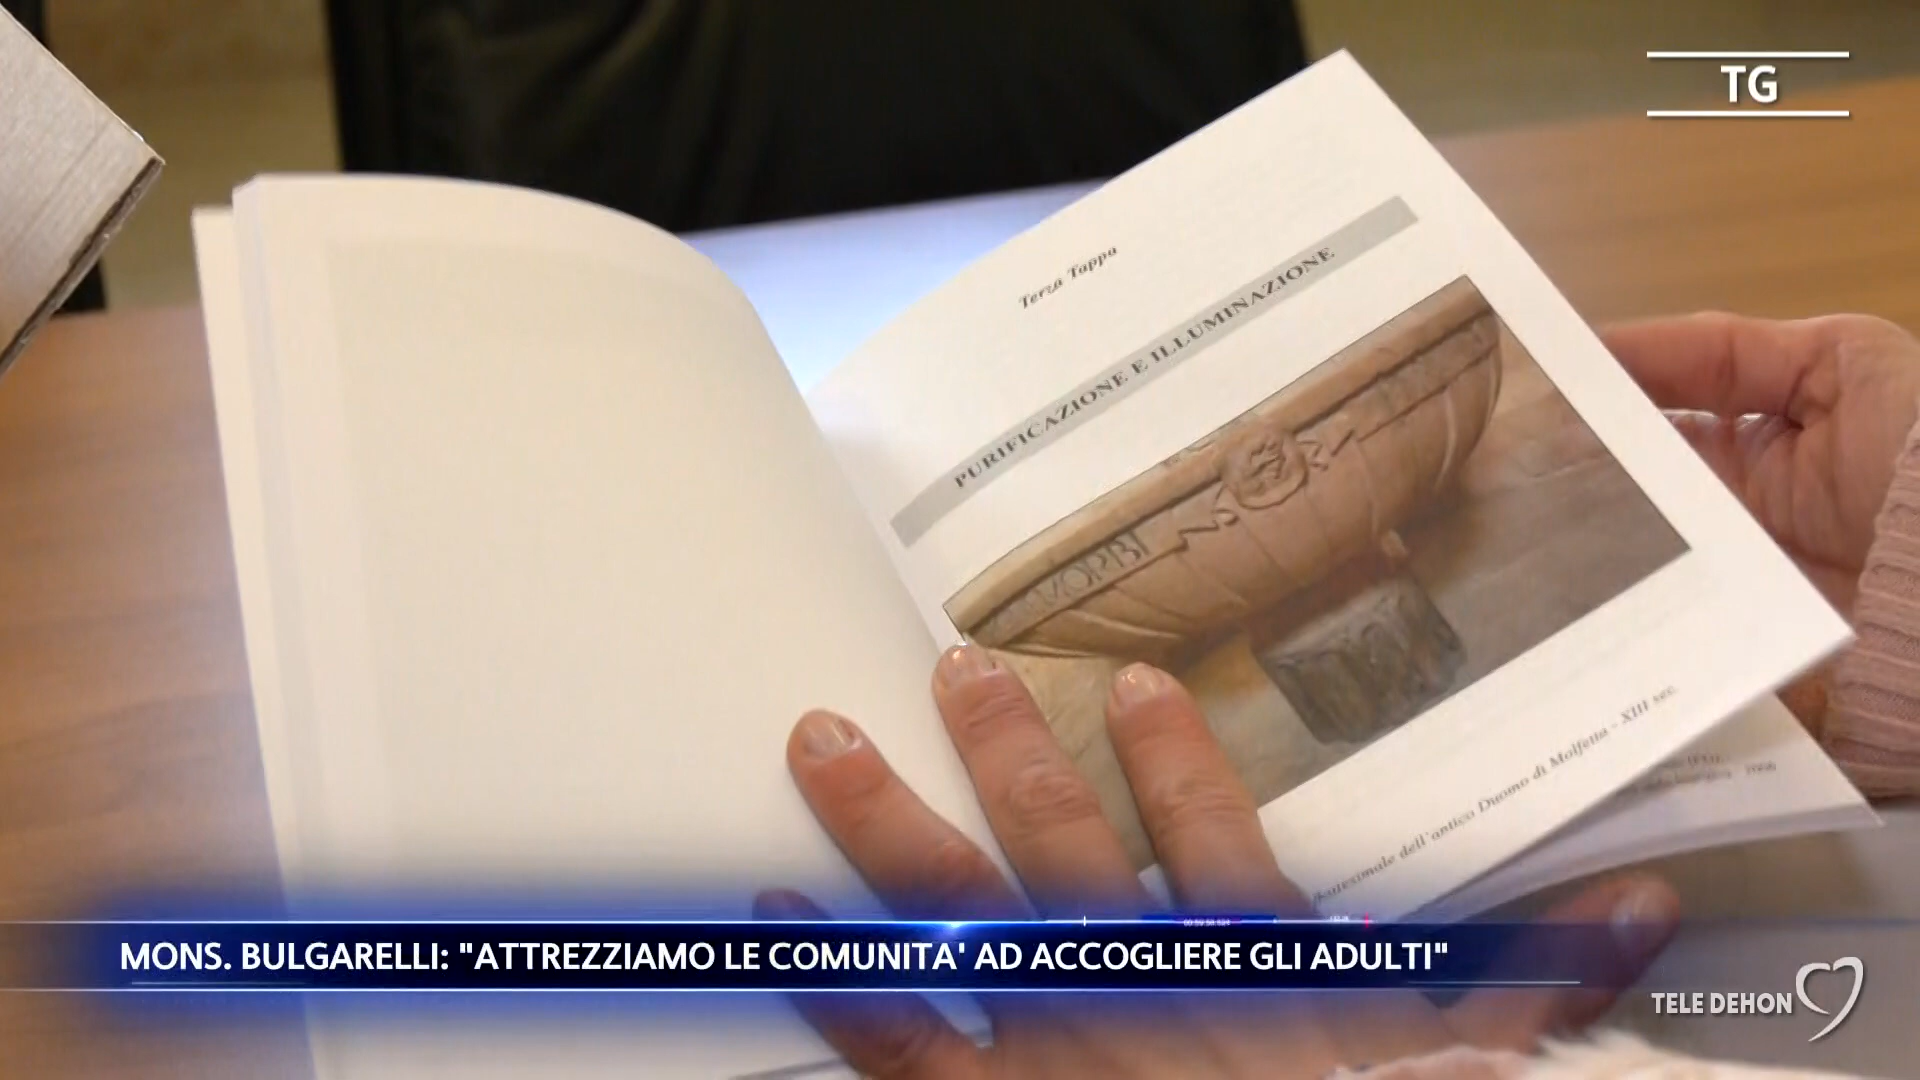 TG
Terza Tappa
PURIFICAZIONE E ILLUMINAZIONE
dell'antico Duomo di Molfetta - XIII sec.
MONS. BULGARELLI: "ATTREZZIAMO LE COMUNITA' AD ACCOGLIERE GLI ADULTI"
TELE DEHON